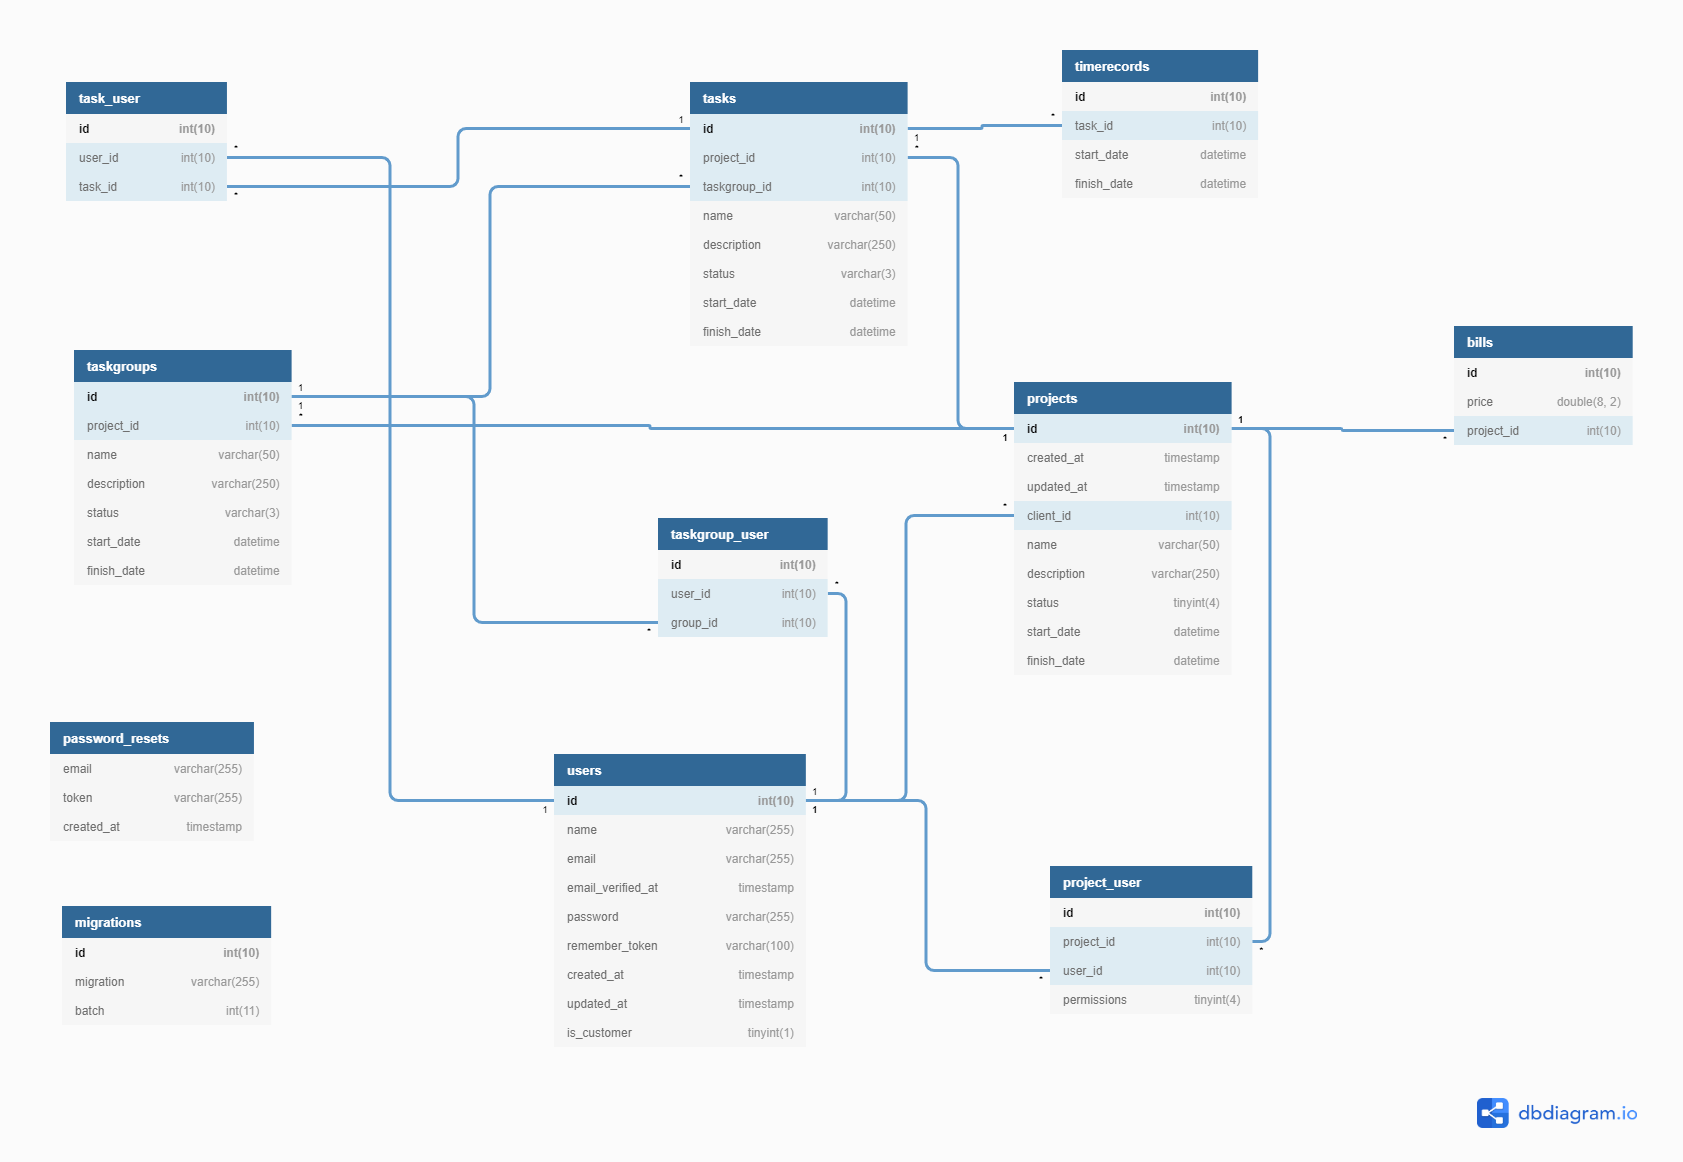 task_user
id int(10)
user_id int(10)
task_id int(10)
tasks
id int(10)
project_id int(10)
taskgroup_id int(10)
name varchar(50)
description varchar(250)
status varchar(3)
start_date datetime
finish_date datetime
timerecords
id int(10)
task_id int(10)
start_date datetime
finish_date datetime
taskgroups
id int(10)
project_id int(10)
name varchar(50)
description varchar(250)
status varchar(3)
start_date datetime
finish_date datetime
projects
id int(10)
created_at timestamp
updated_at timestamp
client_id int(10)
name varchar(50)
description varchar(250)
status tinyint(4)
start_date datetime
finish_date datetime
bills
id int(10)
price double(8, 2)
project_id int(10)
taskgroup_user
id int(10)
user_id int(10)
group_id int(10)
password_resets
email varchar(255)
token varchar(255)
created_at timestamp
users
id int(10)
name varchar(255)
email varchar(255)
email_verified_at timestamp
password varchar(255)
remember_token varchar(100)
created_at timestamp
updated_at timestamp
is_customer tinyint(1)
project_user
id int(10)
project_id int(10)
user_id int(10)
permissions tinyint(4)
migrations
id int(10)
migration varchar(255)
batch int(11)
1
*
*
1
*
*
1
*
1
1
*
1
*
1
*
*
*
1
1
1
*
*
dbdiagram.io